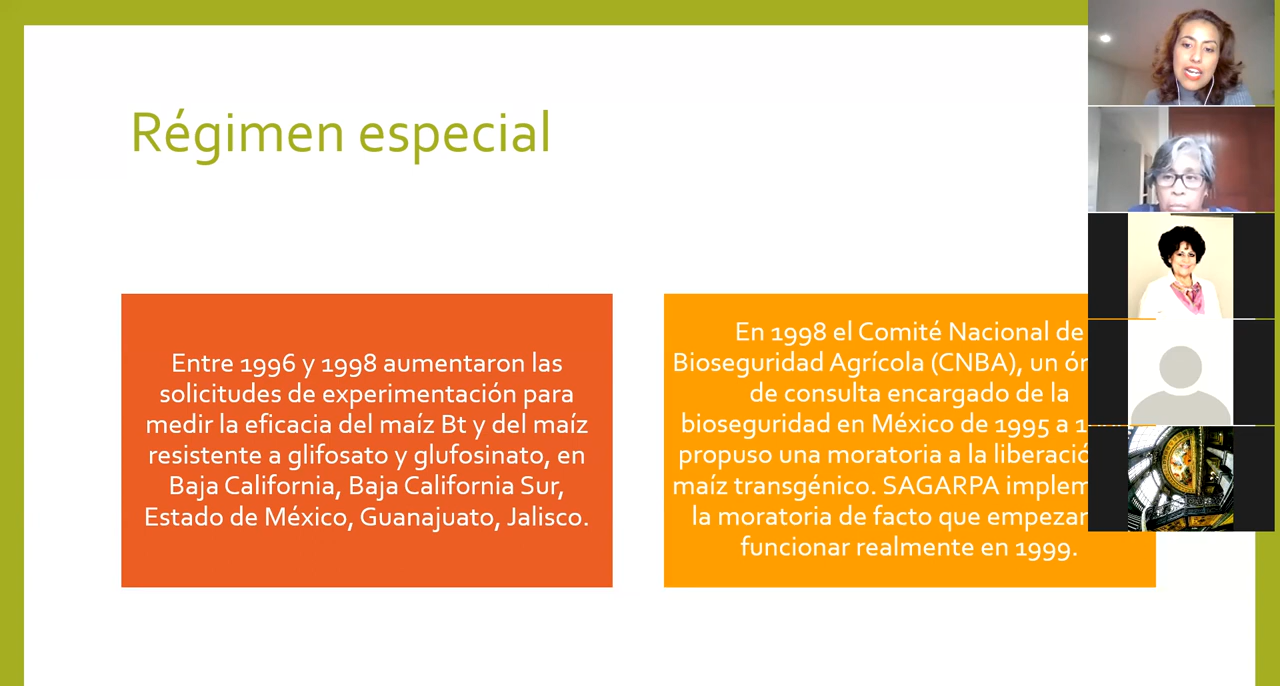 Régimen especial
Entre 1996 y 1998 aumentaron las
solicitudes de experimentación para
medir la eficacia del maíz Bt y del maíz
resistente a glifosato y glufosinato, en
Baja California, Baja California Sur,
Estado de México, Guanajuato, Jalisco.
En 1998 el Comité Nacional de
Bioseguridad Agrícola (CNBA), un
de consulta encargado de la
bioseguridad en México de 1995 a
propuso una moratoria a la
maíz transgénico. SAGARPA
la moratoria de facto que
funcionar realmente en 1999.